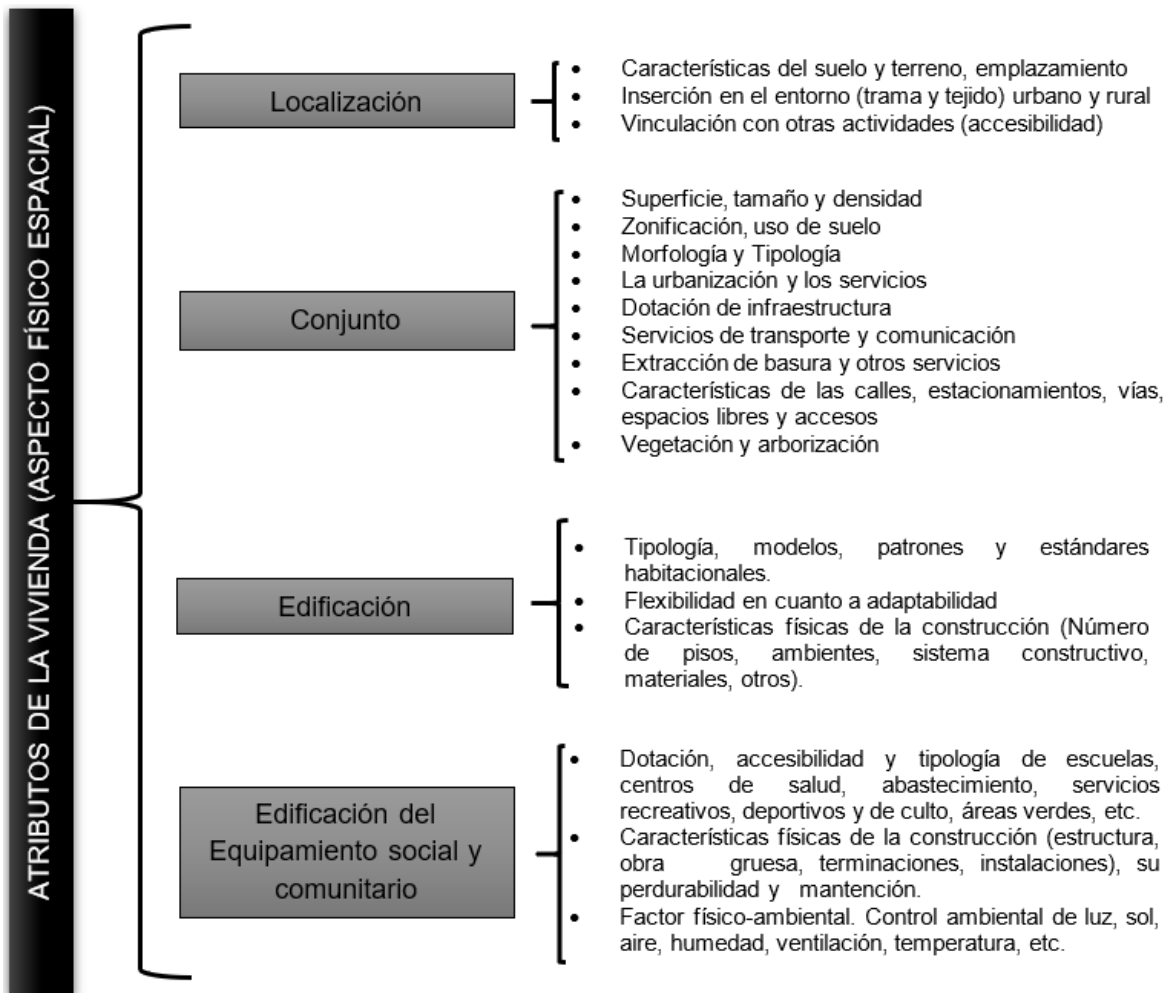 ATRIBUTOS DE LA VIVIENDA (ASPECTO FÍSICO ESPACIAL)
Localización
• Características del suelo y terreno, emplazamiento
• Inserción en el entorno (trama y tejido) urbano y rural
• Vinculación con otras actividades (accesibilidad)
Conjunto
• Superficie, tamaño y densidad
• Zonificación, uso de suelo
• Morfología y Tipología
• La urbanización y los servicios
• Dotación de infraestructura
• Servicios de transporte y comunicación
• Extracción de basura y otros servicios
• Características de las calles, estacionamientos, vías,
espacios libres y accesos
• Vegetación y arborización
Edificación
• Tipología, modelos, patrones y estándares
habitacionales.
• Flexibilidad en cuanto a adaptabilidad
• Características físicas de la construcción (Número
de pisos, ambientes, sistema constructivo,
materiales, otros).
Edificación del
Equipamiento social y
comunitario
• Dotación, accesibilidad y tipología de escuelas,
centros de salud, abastecimiento, servicios
recreativos, deportivos y de culto, áreas verdes, etc.
• Características físicas de la construcción (estructura,
obra gruesa, terminaciones, instalaciones), su
perdurabilidad y mantención.
• Factor físico-ambiental. Control ambiental de luz, sol,
aire, humedad, ventilación, temperatura, etc.